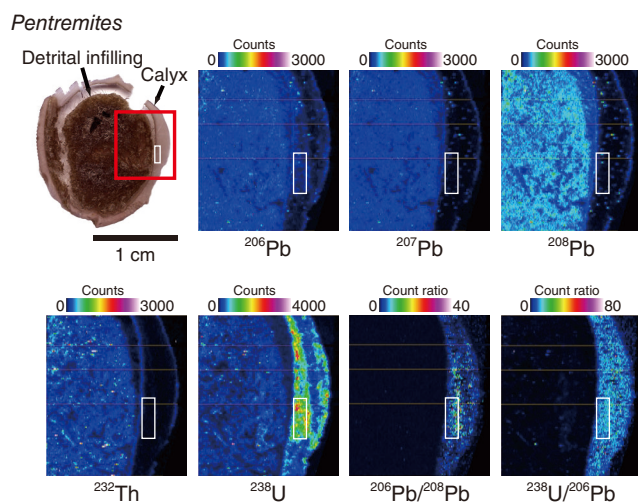 Pentremites
Detrital infilling
Calyx
1 cm
Counts
0 3000
²⁰⁶Pb
Counts
0 3000
²⁰⁷Pb
Counts
0 3000
²⁰⁸Pb
Counts
0 3000
²³²Th
Counts
0 4000
²³⁸U
Count ratio
0 40
²⁰⁶Pb/²⁰⁸Pb
Count ratio
0 80
²³⁸U/²⁰⁶Pb